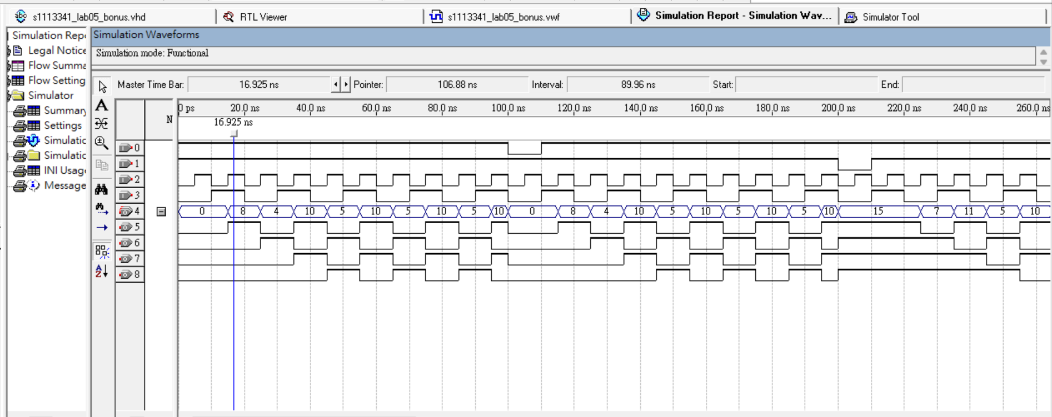 s1113341_lab05_bonus.vhd
RTL Viewer
s1113341_lab05_bonus.vwf
Simulation Report - Simulation Wav...
Simulator Tool
Simulation Repo
Legal Notice
Flow Summa
Flow Setting
Simulator
Summary
Settings
Simulatic
Simulatic
INI Usage
Message
Simulation Waveforms
Simulation mode: Functional
Master Time Bar: 16.925 ns Pointer: 106.88 ns Interval: 89.96 ns Start: End:
N
0 ps 20.0 ns 40.0 ns 60.0 ns 80.0 ns 100.0 ns 120.0 ns 140.0 ns 160.0 ns 180.0 ns 200.0 ns 220.0 ns 240.0 ns 260.0 ns
16.925 ns
0
1
2
3
4 0 8 4 10 5 10 5 10 5 10 0 8 4 10 5 10 5 10 5 10 15 7 11 5 10
5
6
7
8